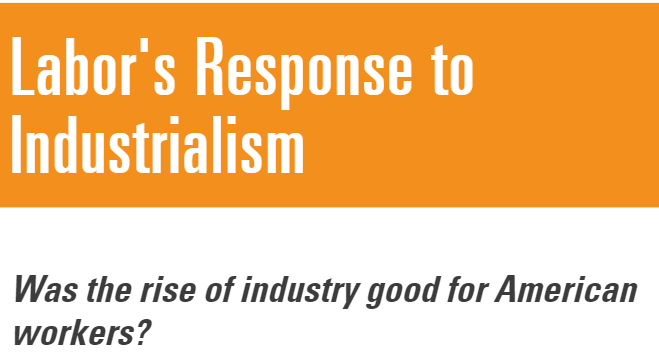 Labor's Response to
Industrialism
Was the rise of industry good for American
workers?